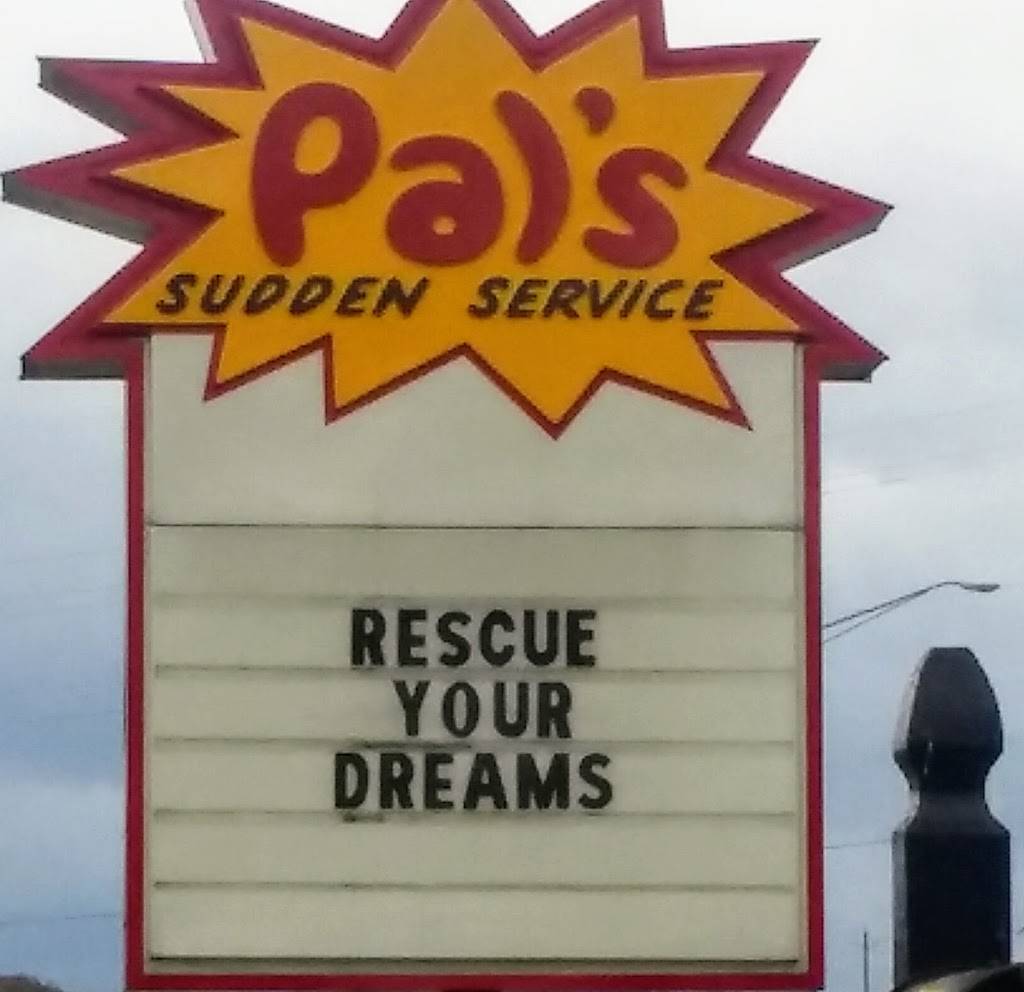 Pal's
SUDDEN SERVICE
RESCUE
YOUR
DREAMS